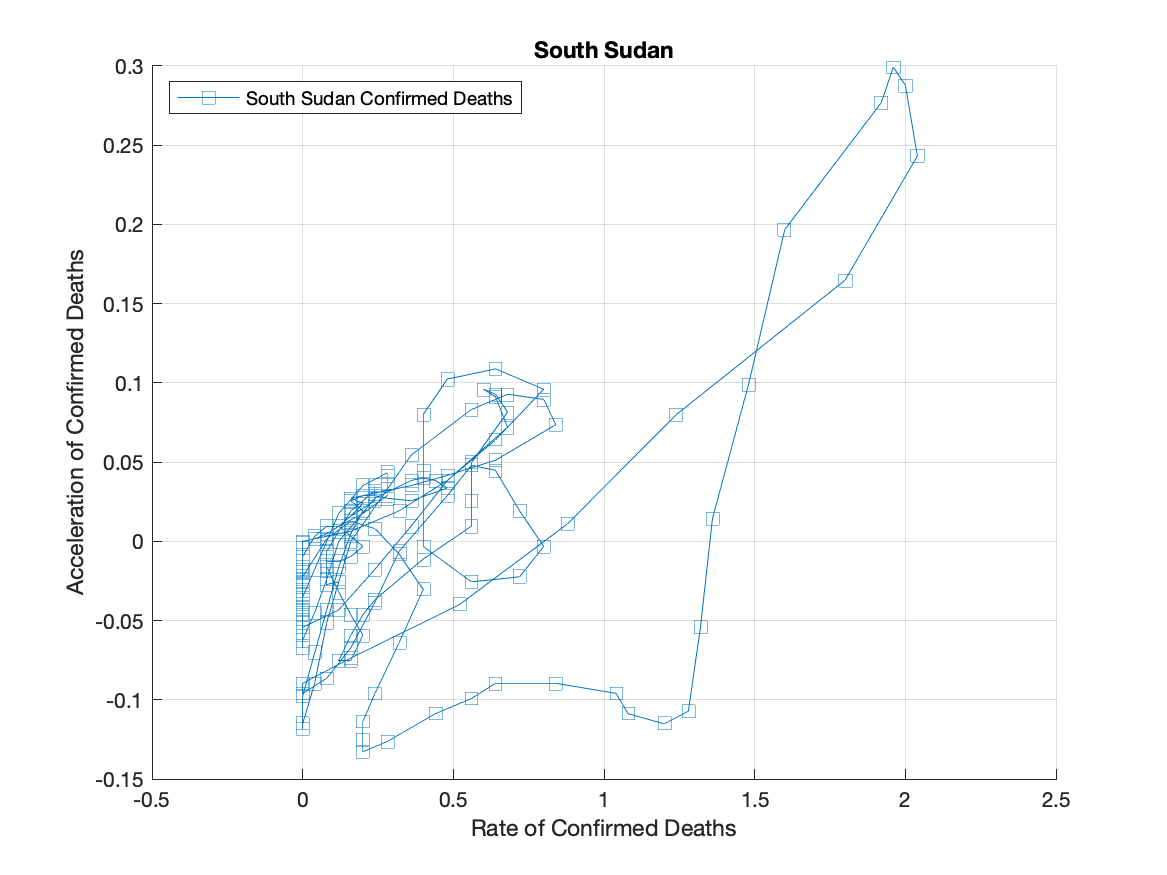 South Sudan
South Sudan Confirmed Deaths
0.3
0.25
0.2
0.15
0.1
0.05
0
-0.05
-0.1
-0.15
Acceleration of Confirmed Deaths
-0.5 0 0.5 1 1.5 2 2.5
Rate of Confirmed Deaths